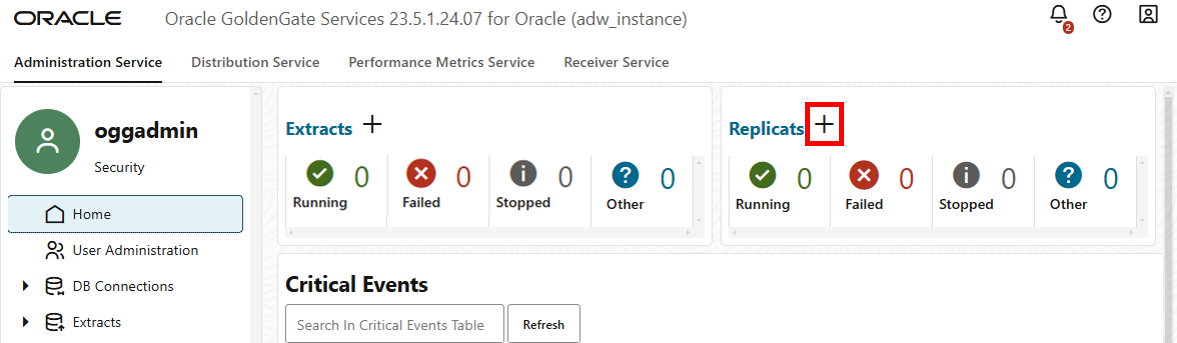 ORACLE Oracle GoldenGate Services 23.5.1.24.07 for Oracle (adw_instance)
2
Administration Service Distribution Service Performance Metrics Service Receiver Service
oggadmin
Security
Home
User Administration
DB Connections
Extracts
Extracts +
0 0 0 0
Running Failed Stopped Other
Replicats +
0 0 0 0
Running Failed Stopped Other
Critical Events
Search In Critical Events Table Refresh